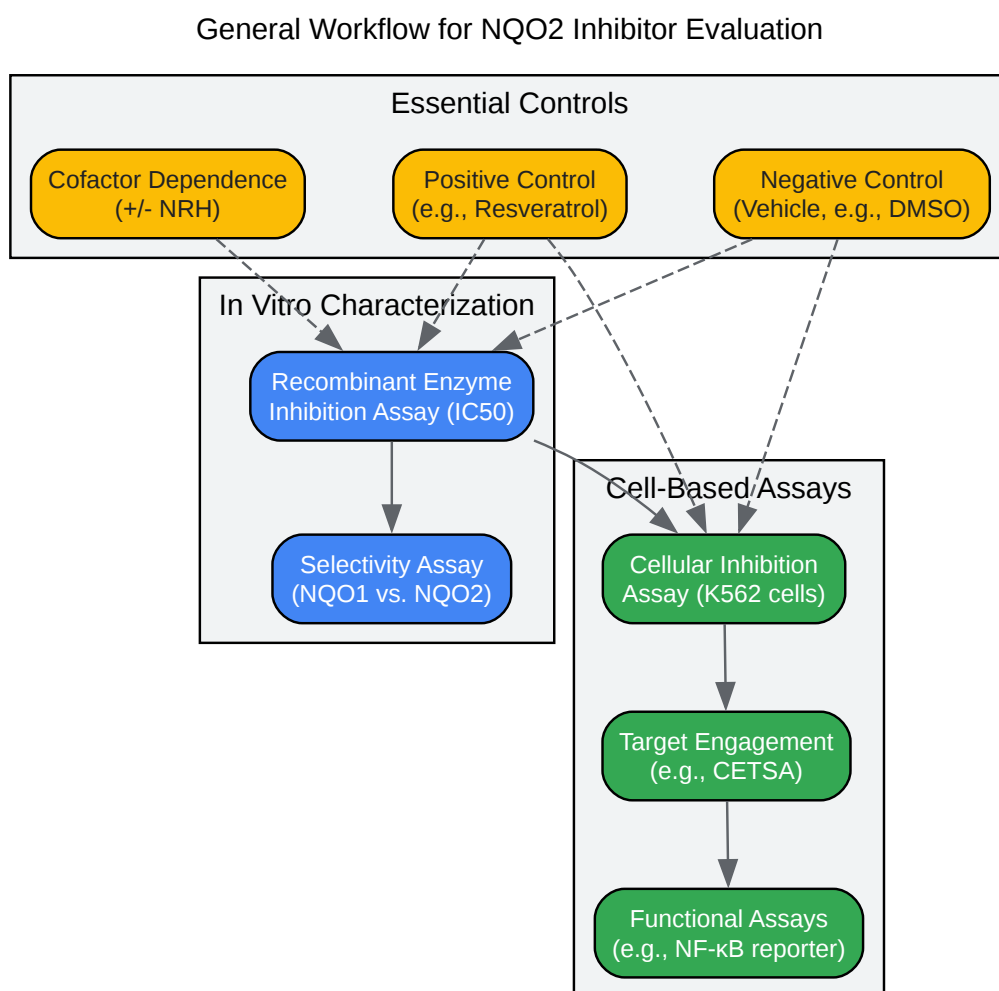 General Workflow for NQO2 Inhibitor Evaluation
Essential Controls
Cofactor Dependence
(+/- NRH)
Positive Control
(e.g., Resveratrol)
Negative Control
(Vehicle, e.g., DMSO)
In Vitro Characterization
Recombinant Enzyme
Inhibition Assay (IC50)
Selectivity Assay
(NQO1 vs. NQO2)
Cell-Based Assays
Cellular Inhibition
Assay (K562 cells)
Target Engagement
(e.g., CETSA)
Functional Assays
(e.g., NF-κB reporter)